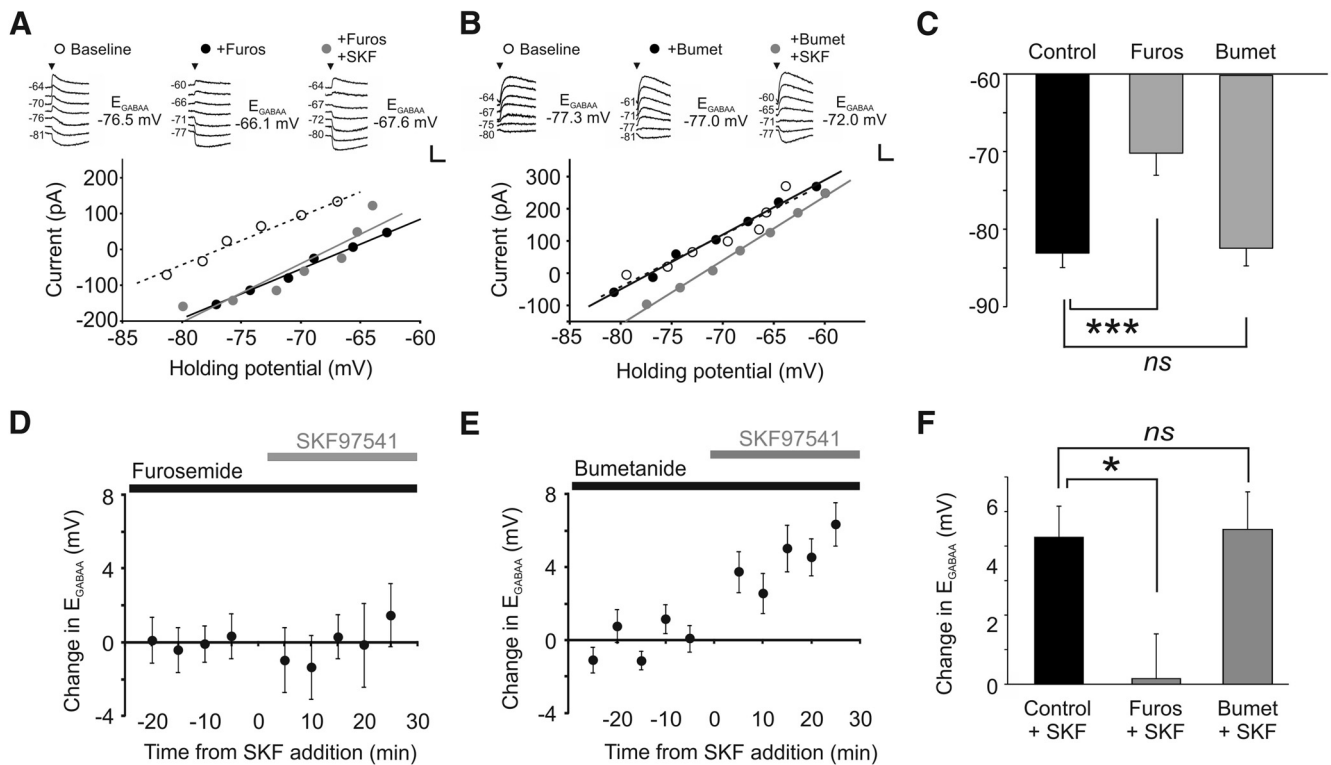 A
Baseline
+Furos
+Furos
+SKF
-64
-70
-76
-81
EGABAA
-76.5 mV
-60
-66
-71
-77
EGABAA
-66.1 mV
-67
-72
-80
EGABAA
-67.6 mV
Current (pA)
200
100
0
-100
-200
-85
-80
-75
-70
-65
-60
Holding potential (mV)
B
Baseline
+Bumet
+Bumet
+SKF
-64
-67
-75
-80
EGABAA
-77.3 mV
-61
-71
-77
EGABAA
-77.0 mV
-60
-65
-71
-77
EGABAA
-72.0 mV
Current (pA)
300
200
100
0
-100
-85
-80
-75
-70
-65
-60
Holding potential (mV)
C
Control
Furos
Bumet
-60
-70
-80
-90
***
ns
D
SKF97541
Furosemide
Change in EGABAA (mV)
8
4
0
-4
-20
-10
0
10
20
30
Time from SKF addition (min)
E
SKF97541
Bumetanide
Change in EGABAA (mV)
8
4
0
-4
-20
-10
0
10
20
30
Time from SKF addition (min)
F
ns
*
Change in EGABAA (mV)
6
4
2
0
Control
+ SKF
Furos
+ SKF
Bumet
+ SKF